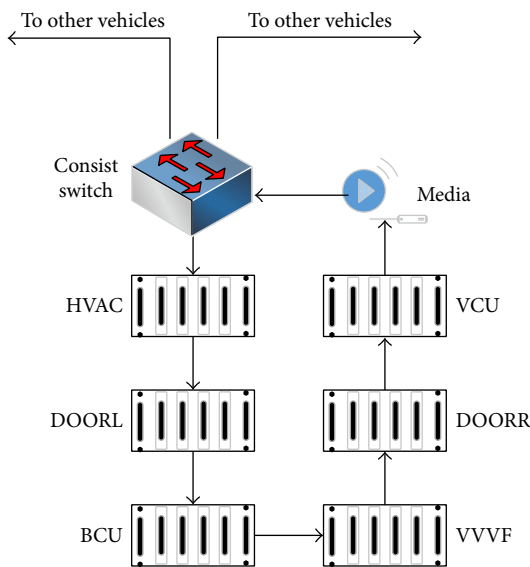 To other vehicles
To other vehicles
Consist
switch
Media
HVAC
VCU
DOORL
DOORR
BCU
VVVF